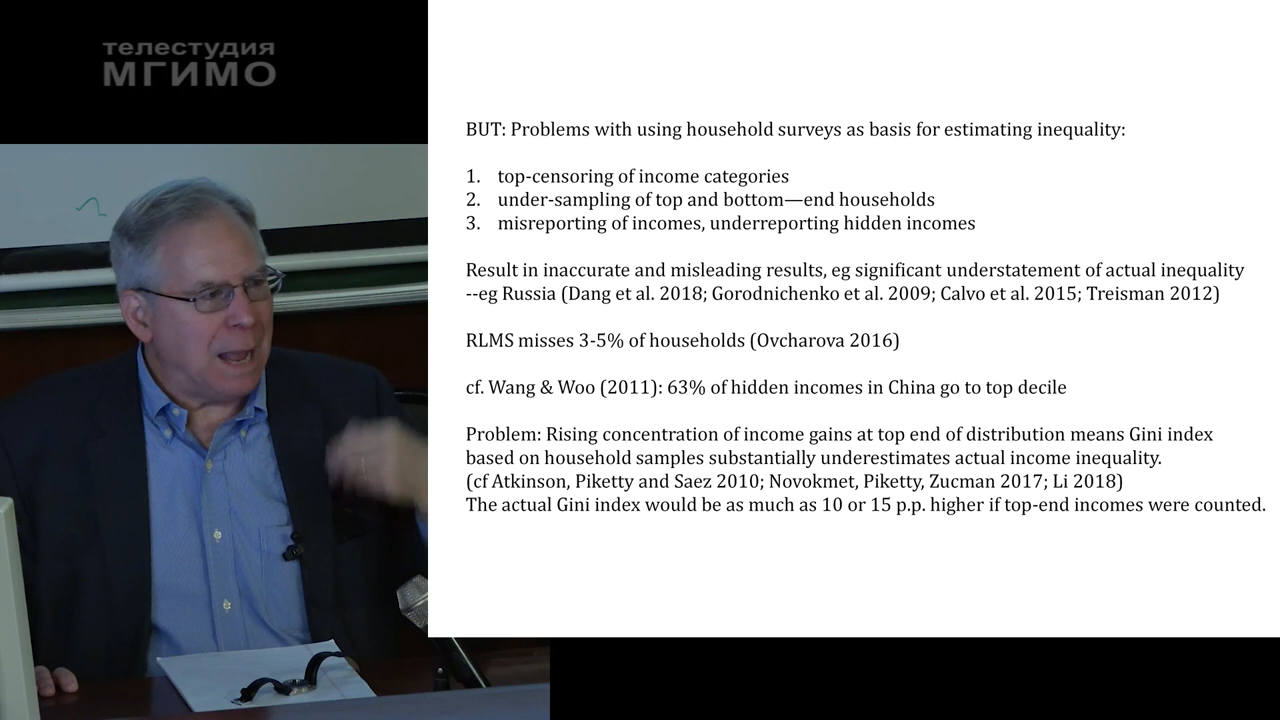 телестудия
МГИМО
BUT: Problems with using household surveys as basis for estimating inequality:
1. top-censoring of income categories
2. under-sampling of top and bottom—end households
3. misreporting of incomes, underreporting hidden incomes
Result in inaccurate and misleading results, eg significant understatement of actual inequality
--eg Russia (Dang et al. 2018; Gorodnichenko et al. 2009; Calvo et al. 2015; Treisman 2012)
RLMS misses 3-5% of households (Ovcharova 2016)
cf. Wang & Woo (2011): 63% of hidden incomes in China go to top decile
Problem: Rising concentration of income gains at top end of distribution means Gini index
based on household samples substantially underestimates actual income inequality.
(cf Atkinson, Piketty and Saez 2010; Novokmet, Piketty, Zucman 2017; Li 2018)
The actual Gini index would be as much as 10 or 15 p.p. higher if top-end incomes were counted.